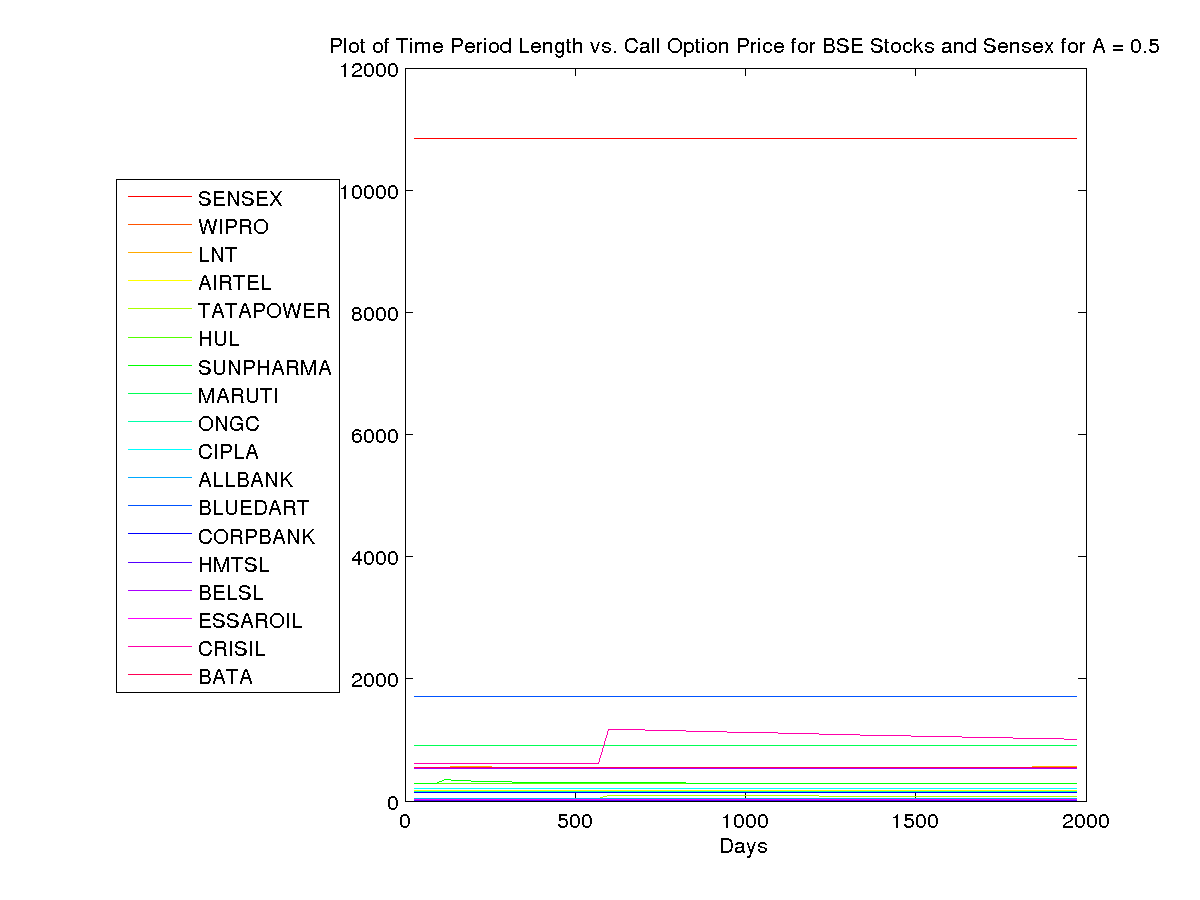 Plot of Time Period Length vs. Call Option Price for BSE Stocks and Sensex for A = 0.5
12000
10000
8000
6000
4000
2000
0
SENSEX
WIPRO
LNT
AIRTEL
TATAPOWER
HUL
SUNPHARMA
MARUTI
ONGC
CIPLA
ALLBANK
BLUEDART
CORPBANK
HMTSL
BELSL
ESSAROIL
CRISIL
BATA
0 500 1000 1500 2000
Days